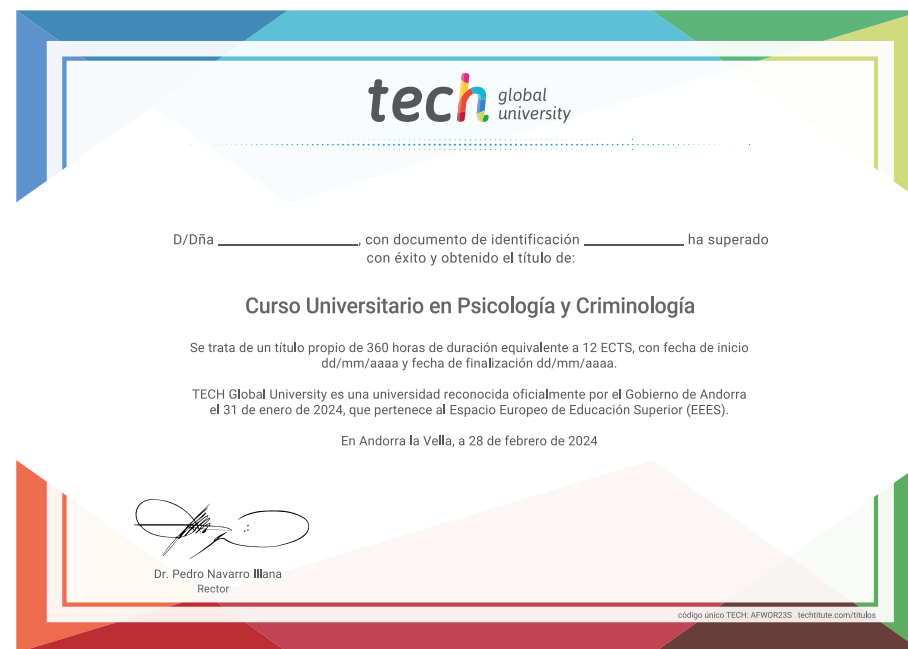 tech global university
D/Dña ______________, con documento de identificación __________ ha superado
con éxito y obtenido el título de:
Curso Universitario en Psicología y Criminología
Se trata de un título propio de 360 horas de duración equivalente a 12 ECTS, con fecha de inicio
dd/mm/aaaa y fecha de finalización dd/mm/aaaa.
TECH Global University es una universidad reconocida oficialmente por el Gobierno de Andorra
el 31 de enero de 2024, que pertenece al Espacio Europeo de Educación Superior (EEES).
En Andorra la Vella, a 28 de febrero de 2024
Dr. Pedro Navarro Illana
Rector
código único TECH: AFWOR23S techtitute.com/titulos